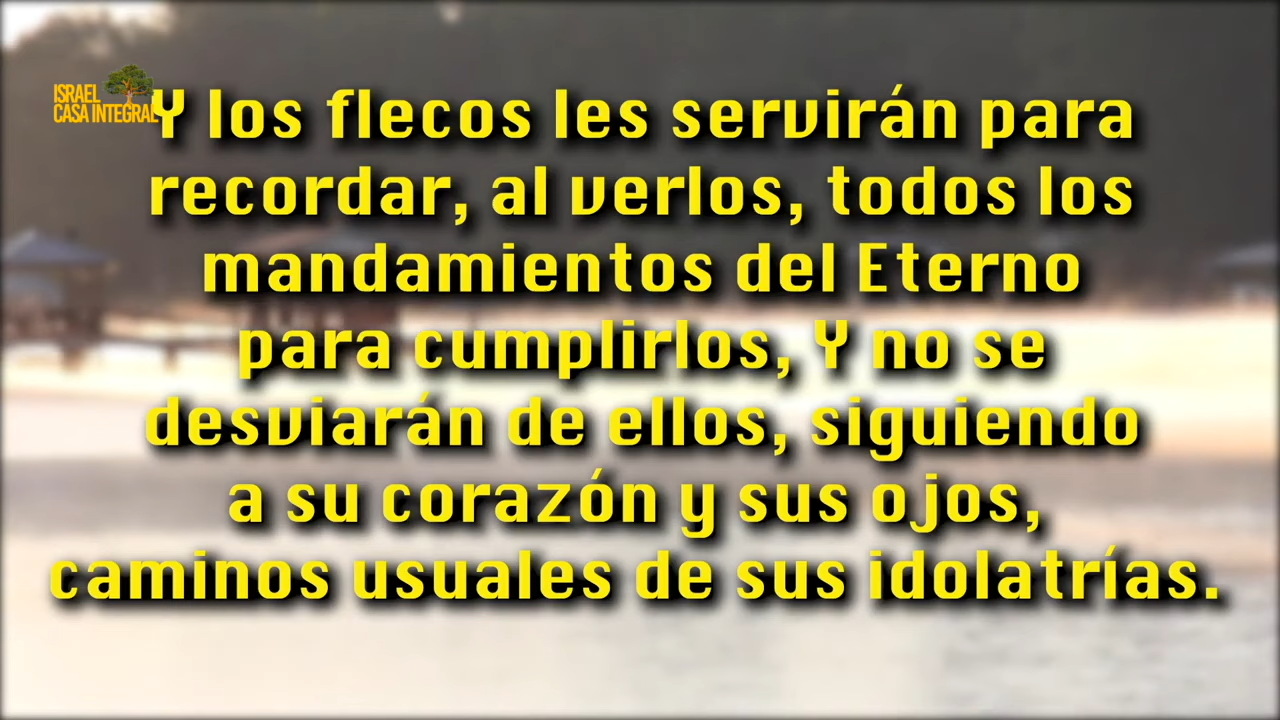 ISRAEL
CASA INTEGRAL
Y los flecos les servirán para
recordar, al verlos, todos los
mandamientos del Eterno
para cumplirlos, Y no se
desviarán de ellos, siguiendo
a su corazón y sus ojos,
caminos usuales de sus idolatrías.